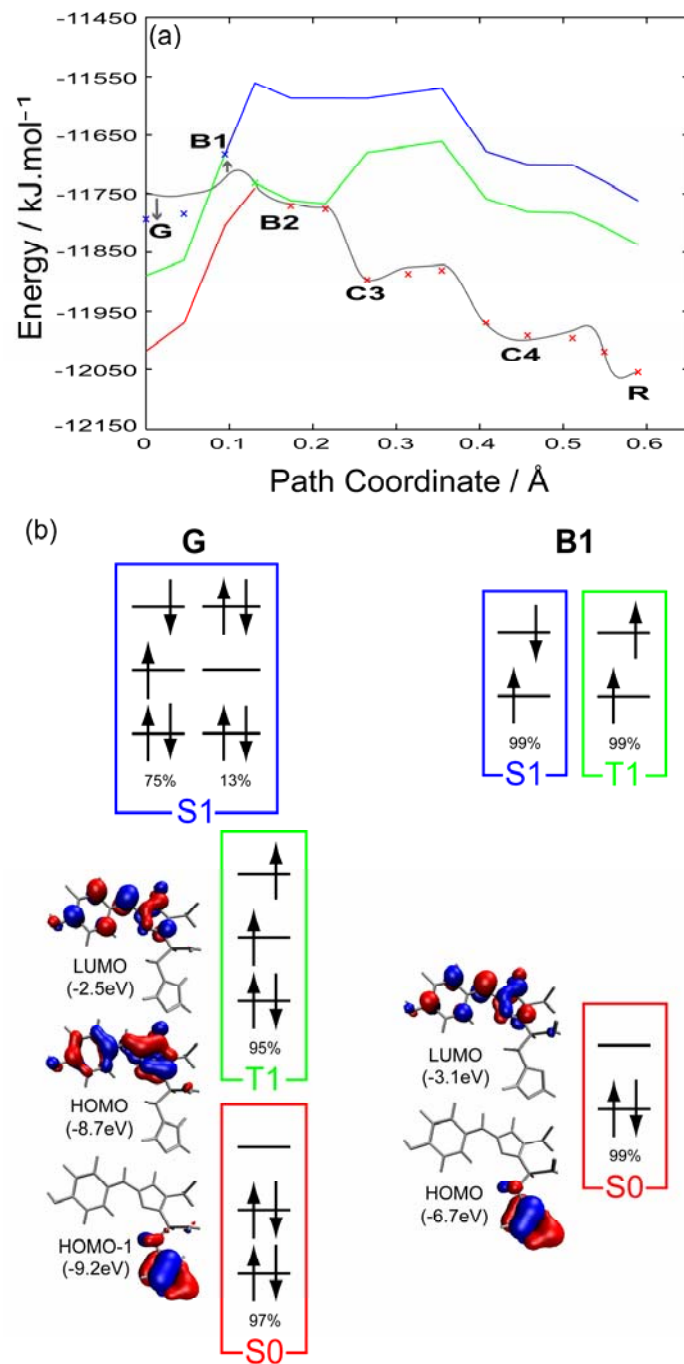 (a)
-11450
-11550
-11650
-11750
-11850
-11950
-12050
-12150
Energy / kJ.mol⁻¹
G
B1
B2
C3
C4
R
0 0.1 0.2 0.3 0.4 0.5 0.6
Path Coordinate / Å
(b)
G
B1
75% 13%
S1
99%
S1
99%
T1
LUMO
(-2.5eV)
HOMO
(-8.7eV)
HOMO-1
(-9.2eV)
95%
T1
97%
S0
LUMO
(-3.1eV)
HOMO
(-6.7eV)
99%
S0